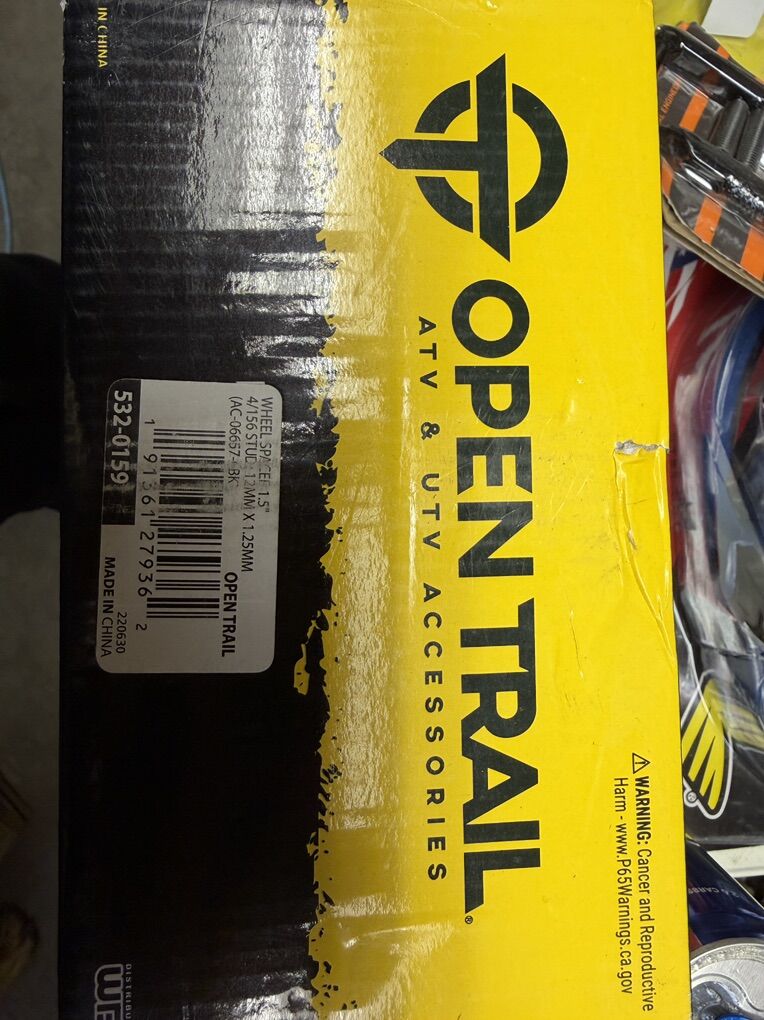 IN CHINA
OPEN TRAIL®
ATV & UTV ACCESSORIES
WHEEL SPACER 1.5"
4/156 STUD-12MM X 1.25MM
(AC-06657-BK)
OPEN TRAIL
1 91361 27936 2
532-0159
220630
MADE IN CHINA
⚠ WARNING: Cancer and Reproductive
Harm - www.P65Warnings.ca.gov